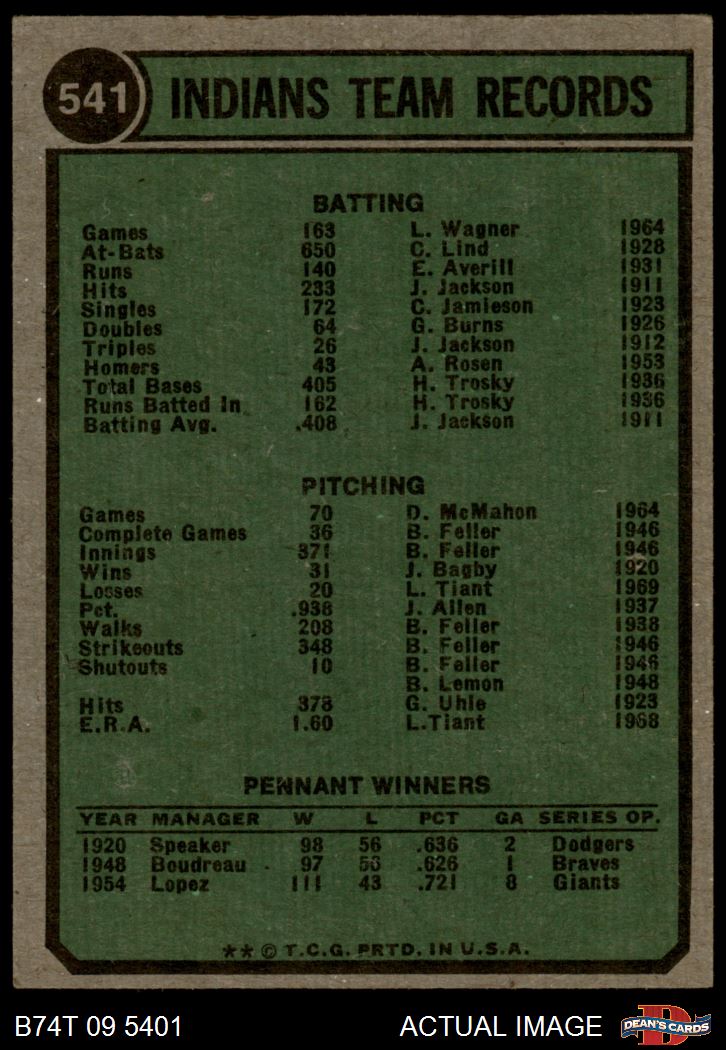 541 INDIANS TEAM RECORDS
BATTING
Games 163 L. Wagner 1964
At-Bats 650 C. Lind 1928
Runs 140 E. Averill 1931
Hits 233 J. Jackson 1911
Singles 172 C. Jamieson 1923
Doubles 64 G. Burns 1926
Triples 26 J. Jackson 1912
Homers 43 A. Rosen 1953
Total Bases 405 H. Trosky 1936
Runs Batted In 162 H. Trosky 1936
Batting Avg. .408 J. Jackson 1911
PITCHING
Games 70 D. McMahon 1964
Complete Games 36 B. Feller 1946
Innings 371 B. Feller 1946
Wins 31 J. Bagby 1920
Losses 20 L. Tiant 1969
Pct. .938 J. Allen 1937
Walks 208 B. Feller 1938
Strikeouts 348 B. Feller 1946
Shutouts 10 B. Feller 1946
B. Lemon 1948
Hits 378 G. Uhle 1923
E.R.A. 1.60 L.Tiant 1968
PENNANT WINNERS
YEAR MANAGER W L PCT GA SERIES OP.
1920 Speaker 98 56 .636 2 Dodgers
1948 Boudreau 97 58 .626 1 Braves
1954 Lopez 111 43 .721 8 Giants
** © T.C.G. PRTD. IN U.S.A.
B74T 09 5401 ACTUAL IMAGE D DEAN'S CARDS